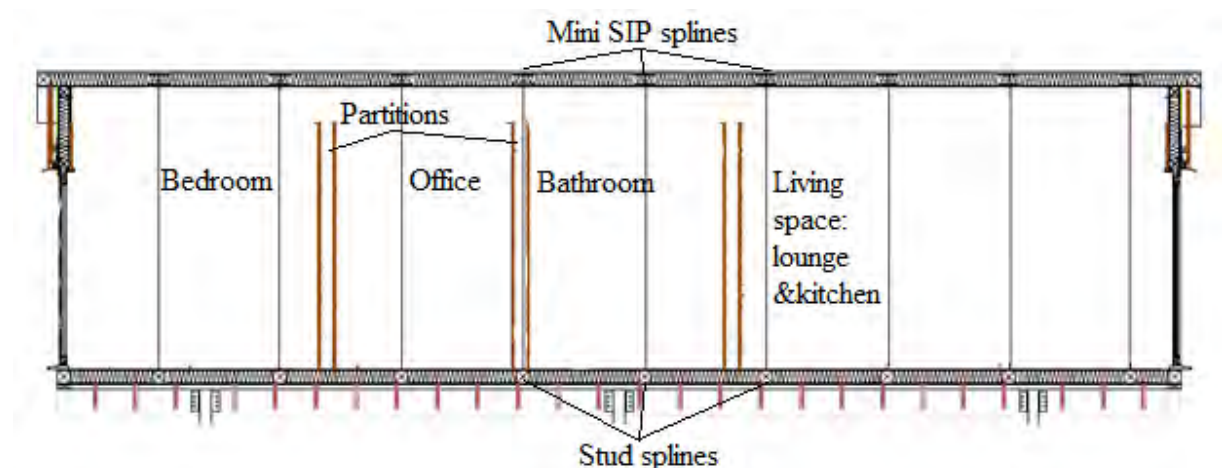 Mini SIP splines
Partitions
Bedroom
Office
Bathroom
Living
space:
lounge
&kitchen
Stud splines